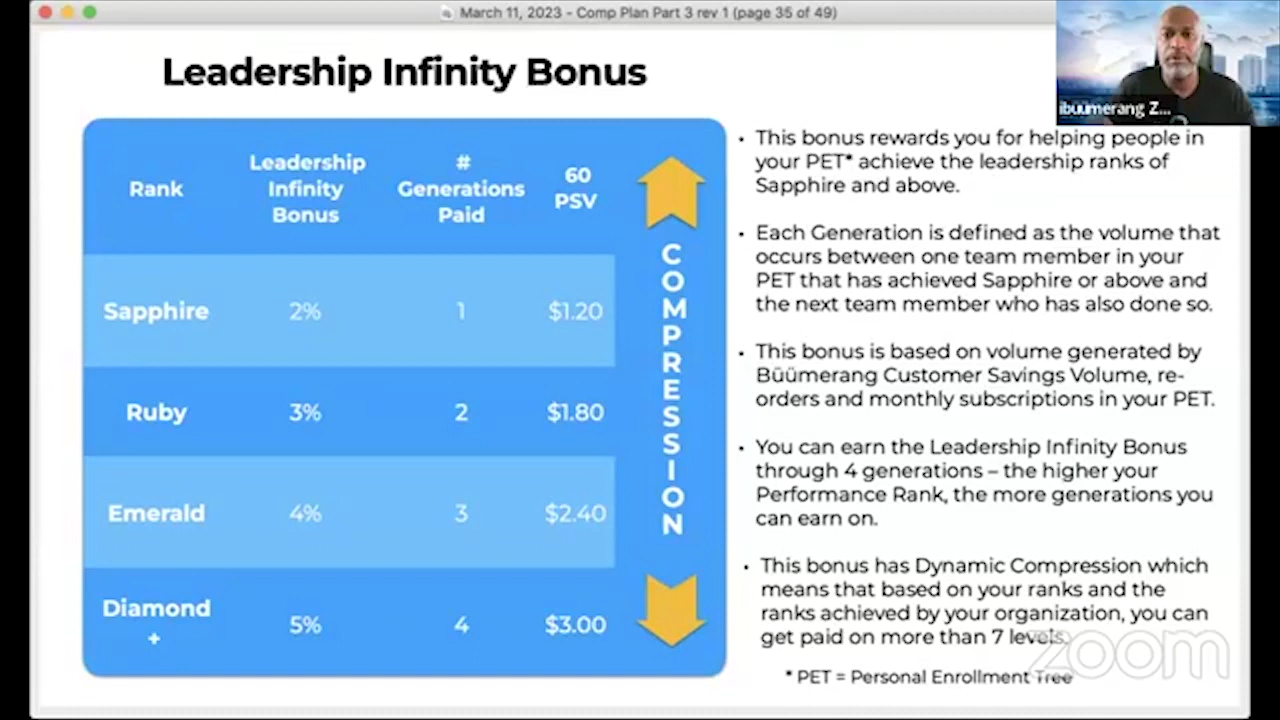 March 11, 2023 - Comp Plan Part 3 rev 1 (page 35 of 49)
Leadership Infinity Bonus
ibuumerang Z...
Rank
Leadership
Infinity
Bonus
#
Generations
Paid
60
PSV
Sapphire 2% 1 $1.20
Ruby 3% 2 $1.80
Emerald 4% 3 $2.40
Diamond
+
5% 4 $3.00
COMPRESSION
• This bonus rewards you for helping people in
your PET* achieve the leadership ranks of
Sapphire and above.
• Each Generation is defined as the volume that
occurs between one team member in your
PET that has achieved Sapphire or above and
the next team member who has also done so.
• This bonus is based on volume generated by
Büümerang Customer Savings Volume, re-
orders and monthly subscriptions in your PET.
• You can earn the Leadership Infinity Bonus
through 4 generations – the higher your
Performance Rank, the more generations you
can earn on.
• This bonus has Dynamic Compression which
means that based on your ranks and the
ranks achieved by your organization, you can
get paid on more than 7 levels.
* PET = Personal Enrollment Tree
zoom